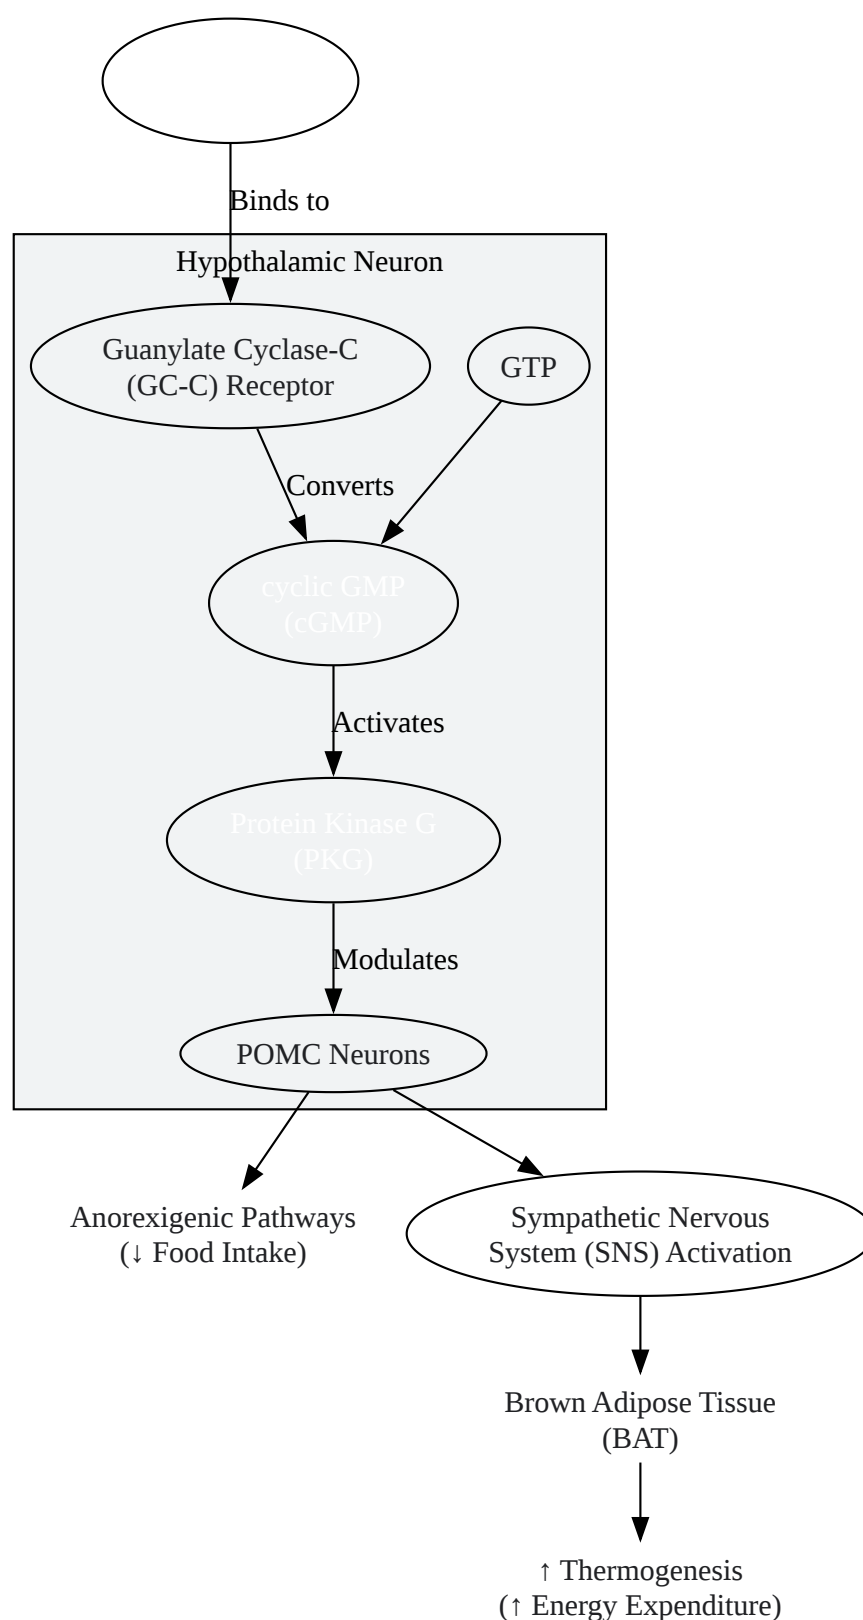 Binds to
Hypothalamic Neuron
Guanylate Cyclase-C
(GC-C) Receptor
GTP
Converts
cyclic GMP
(cGMP)
Activates
Protein Kinase G
(PKG)
Modulates
POMC Neurons
Anorexigenic Pathways
(↓ Food Intake)
Sympathetic Nervous
System (SNS) Activation
Brown Adipose Tissue
(BAT)
↑ Thermogenesis
(↑ Energy Expenditure)